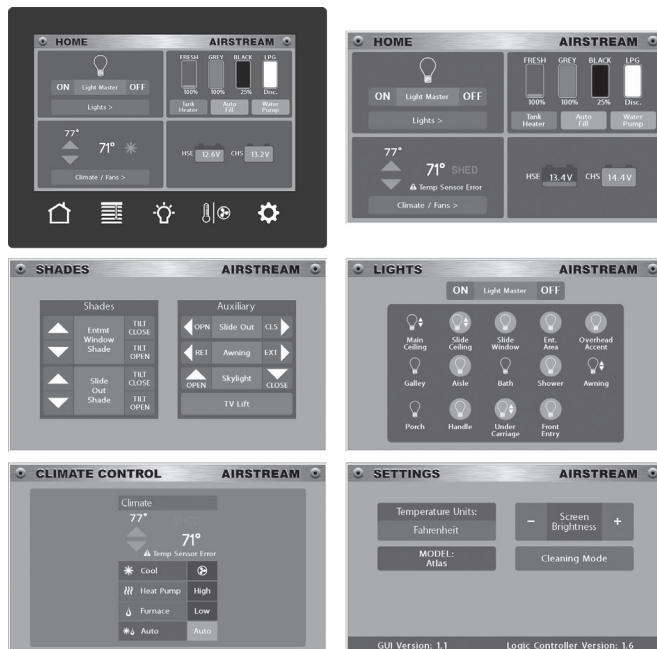 HOME AIRSTREAM
FRESH GREY BLACK LPG
ON Light Master OFF
100% 100% 25% Disc.
Lights >
Tank Heater Auto Fill Water Pump
77°
71°
HSE 12.6V CHS 13.2V
Climate / Fans >
HOME AIRSTREAM
FRESH GREY BLACK LPG
ON Light Master OFF
100% 100% 25% Disc.
Lights >
Tank Heater Auto Fill Water Pump
77°
71° SHED
Temp Sensor Error
HSE 13.4V CHS 14.4V
Climate / Fans >
SHADES AIRSTREAM
Shades
Entmt Window Shade
TILT CLOSE
TILT OPEN
Slide Out Shade
TILT CLOSE
TILT OPEN
Auxiliary
OPN Slide Out CLS
RET Awning EXT
OPEN Skylight CLOSE
TV Lift
LIGHTS AIRSTREAM
ON Light Master OFF
Main Ceiling
Slide Ceiling
Slide Window
Ent. Area
Overhead Accent
Galley Aisle Bath Shower Awning
Porch Handle Under Carriage Front Entry
CLIMATE CONTROL AIRSTREAM
Climate
77° SHED
71°
Temp Sensor Error
Cool
Heat Pump High
Furnace Low
Auto Auto
SETTINGS AIRSTREAM
Temperature Units:
Fahrenheit
− Screen Brightness +
MODEL:
Atlas
Cleaning Mode
GUI Version: 1.1 Logic Controller Version: 1.6